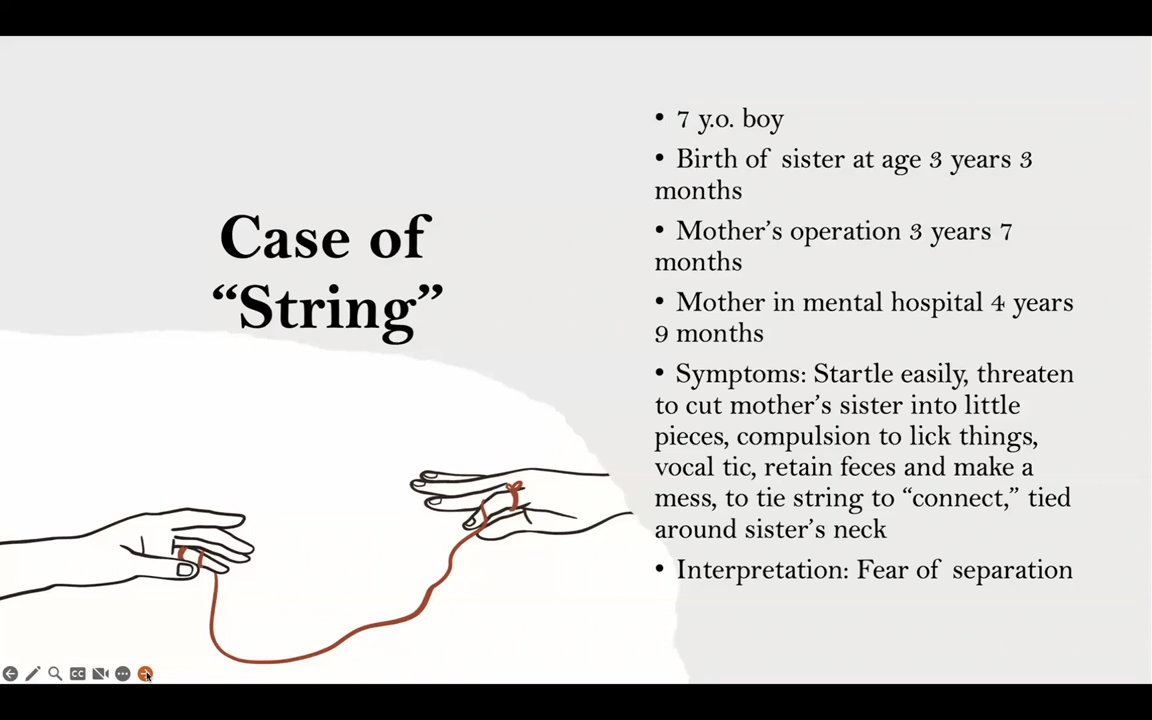 Case of
“String”
• 7 y.o. boy
• Birth of sister at age 3 years 3
months
• Mother’s operation 3 years 7
months
• Mother in mental hospital 4 years
9 months
• Symptoms: Startle easily, threaten
to cut mother’s sister into little
pieces, compulsion to lick things,
vocal tic, retain feces and make a
mess, to tie string to “connect,” tied
around sister’s neck
• Interpretation: Fear of separation
CC